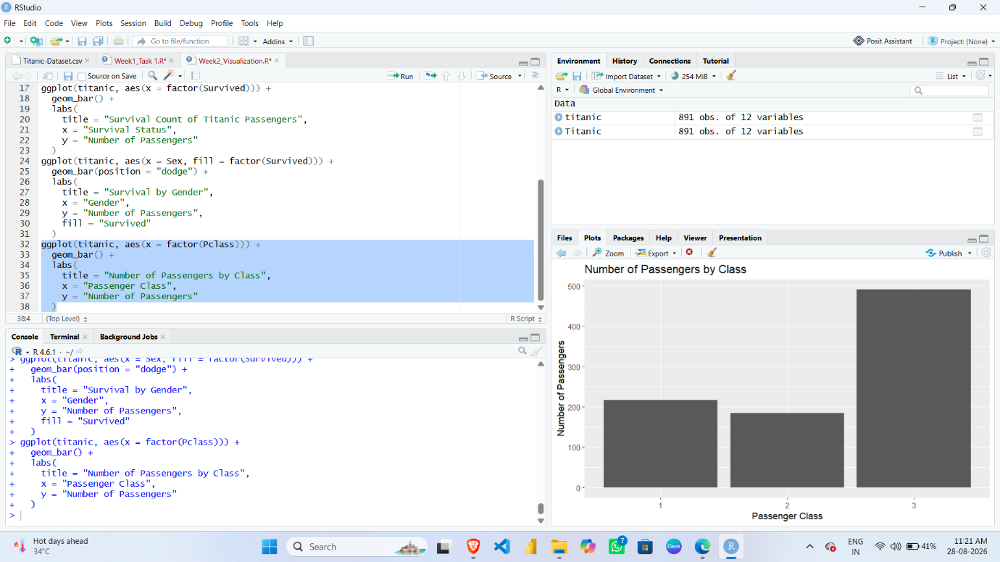 RStudio
File Edit Code View Plots Session Build Debug Profile Tools Help
Go to file/function Addins Posit Assistant Project: (None)
Titanic-Dataset.csv Week1_Task 1.R* Week2_Visualization.R*
Source on Save Run Source
17 ggplot(titanic, aes(x = factor(Survived))) +
18 geom_bar() +
19 labs(
20 title = "Survival Count of Titanic Passengers",
21 x = "Survival Status",
22 y = "Number of Passengers"
23 )
24 ggplot(titanic, aes(x = Sex, fill = factor(Survived))) +
25 geom_bar(position = "dodge") +
26 labs(
27 title = "Survival by Gender",
28 x = "Gender",
29 y = "Number of Passengers",
30 fill = "Survived"
31 )
32 ggplot(titanic, aes(x = factor(Pclass))) +
33 geom_bar() +
34 labs(
35 title = "Number of Passengers by Class",
36 x = "Passenger Class",
37 y = "Number of Passengers"
38 )
38:4 (Top Level) R Script
Console Terminal Background Jobs
R R 4.6.1 · ~/
> ggplot(titanic, aes(x = Sex, fill = factor(Survived))) +
+ geom_bar(position = "dodge") +
+ labs(
+ title = "Survival by Gender",
+ x = "Gender",
+ y = "Number of Passengers",
+ fill = "Survived"
+ )
> ggplot(titanic, aes(x = factor(Pclass))) +
+ geom_bar() +
+ labs(
+ title = "Number of Passengers by Class",
+ x = "Passenger Class",
+ y = "Number of Passengers"
+ )
>
Environment History Connections Tutorial
Import Dataset 254 MiB List
R Global Environment
Data
titanic 891 obs. of 12 variables
Titanic 891 obs. of 12 variables
Files Plots Packages Help Viewer Presentation
Zoom Export Publish
Number of Passengers by Class
Number of Passengers
500
400
300
200
100
0
1 2 3
Passenger Class
Hot days ahead
34°C
Search
Canva
7
R
ENG
IN
41%
11:21 AM
28-08-2026